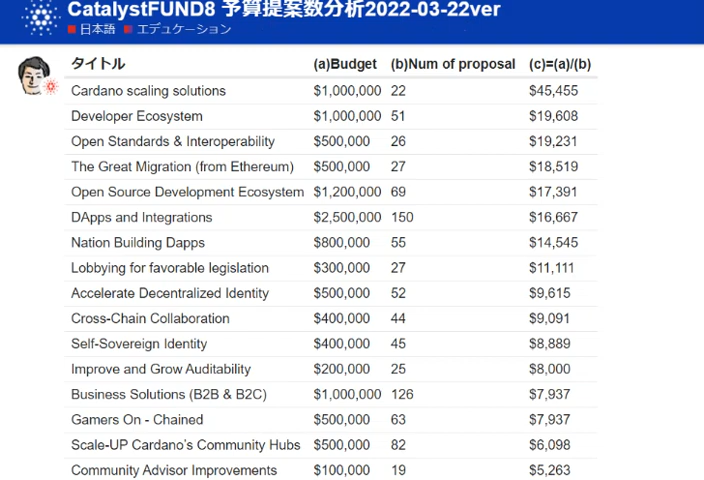 CatalystFUND8 予算提案数分析2022-03-22ver
日本語 エデュケーション
タイトル (a)Budget (b)Num of proposal (c)=(a)/(b)
Cardano scaling solutions $1,000,000 22 $45,455
Developer Ecosystem $1,000,000 51 $19,608
Open Standards & Interoperability $500,000 26 $19,231
The Great Migration (from Ethereum) $500,000 27 $18,519
Open Source Development Ecosystem $1,200,000 69 $17,391
DApps and Integrations $2,500,000 150 $16,667
Nation Building Dapps $800,000 55 $14,545
Lobbying for favorable legislation $300,000 27 $11,111
Accelerate Decentralized Identity $500,000 52 $9,615
Cross-Chain Collaboration $400,000 44 $9,091
Self-Sovereign Identity $400,000 45 $8,889
Improve and Grow Auditability $200,000 25 $8,000
Business Solutions (B2B & B2C) $1,000,000 126 $7,937
Gamers On - Chained $500,000 63 $7,937
Scale-UP Cardano's Community Hubs $500,000 82 $6,098
Community Advisor Improvements $100,000 19 $5,263